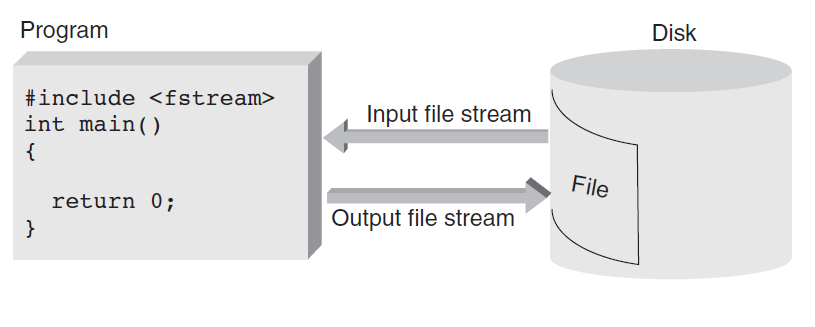 Program
Disk
#include <fstream>
int main()
{
return 0;
}
Input file stream
Output file stream
File